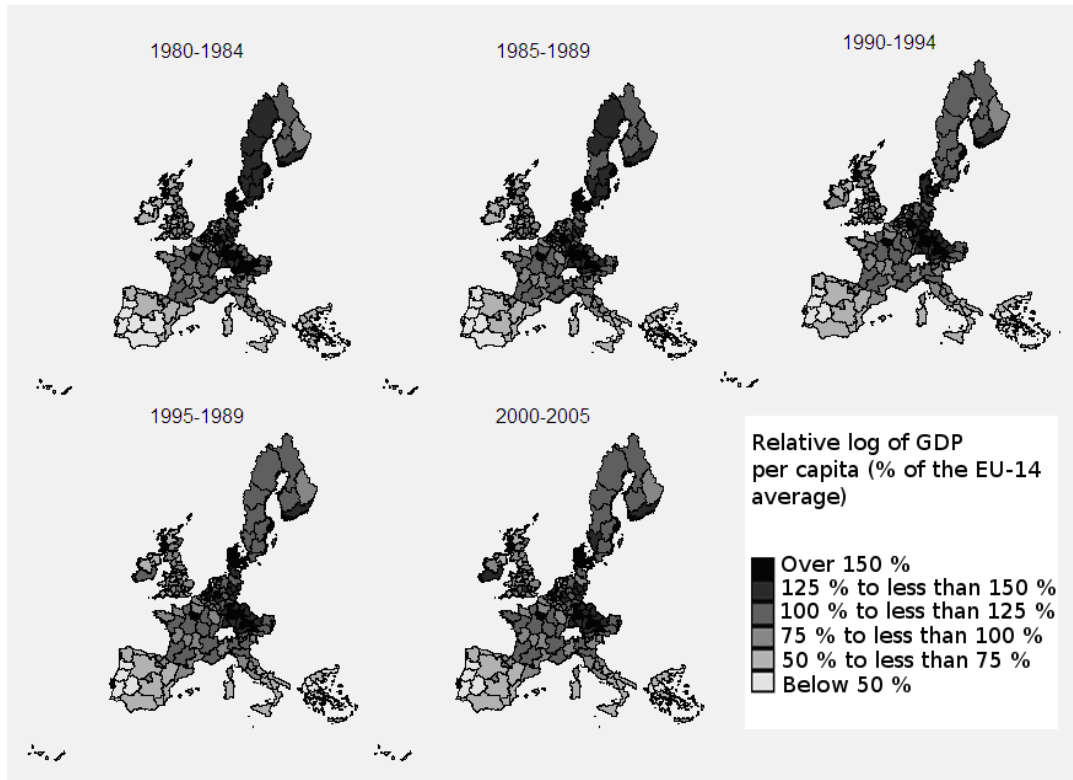 1980-1984
1985-1989
1990-1994
1995-1989
2000-2005
Relative log of GDP
per capita (% of the EU-14
average)
Over 150 %
125 % to less than 150 %
100 % to less than 125 %
75 % to less than 100 %
50 % to less than 75 %
Below 50 %